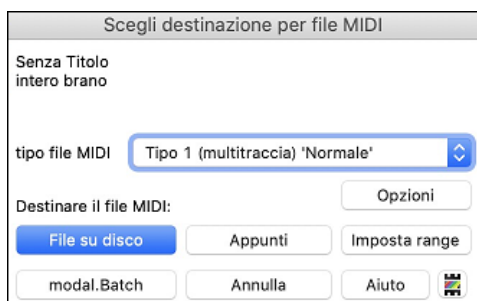 Scegli destinazione per file MIDI
Senza Titolo
intero brano
tipo file MIDI Tipo 1 (multitraccia) 'Normale'
Opzioni
Destinare il file MIDI:
File su disco Appunti Imposta range
modal.Batch Annulla Aiuto